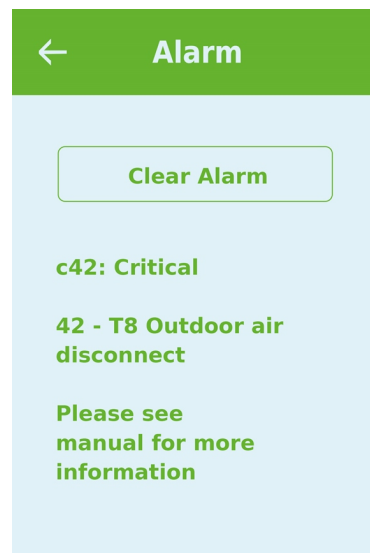 Alarm
Clear Alarm
c42: Critical
42 - T8 Outdoor air
disconnect
Please see
manual for more
information